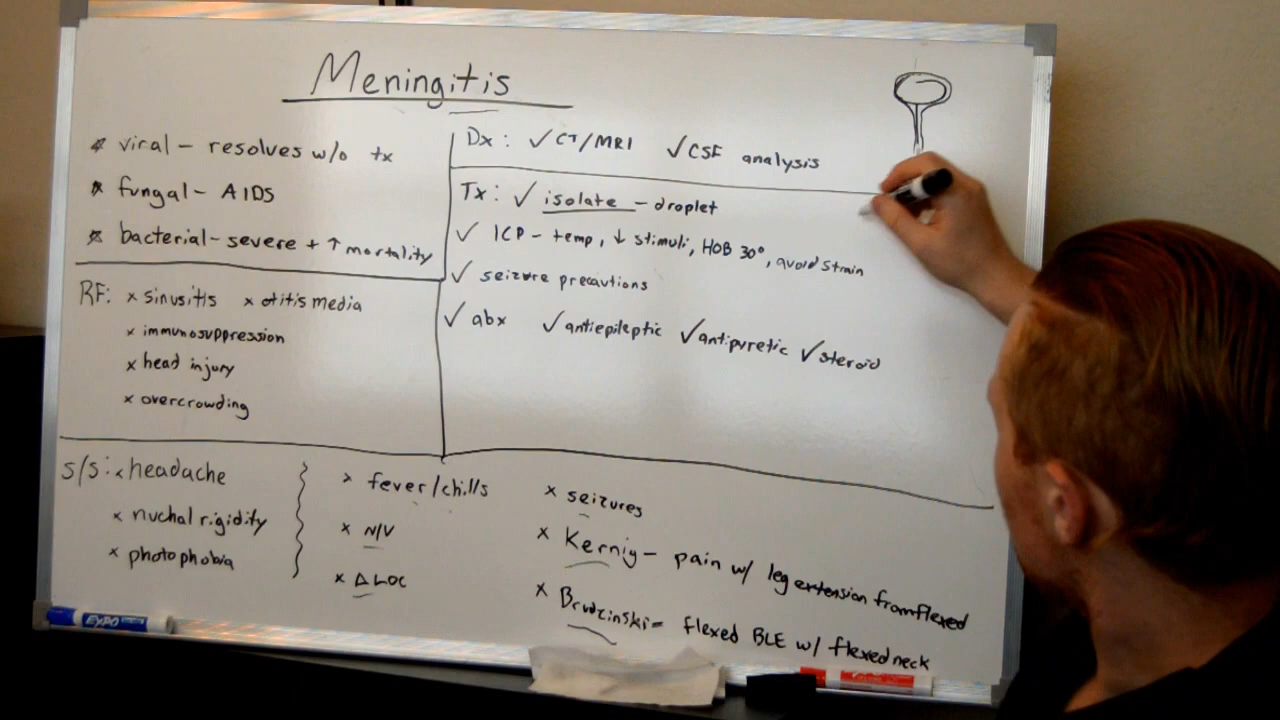 Meningitis
* viral – resolves w/o tx
* fungal – AIDS
* bacterial – severe + ↑ mortality
RF: x sinusitis x otitis media
x immunosuppression
x head injury
x overcrowding
Dx: ✓ CT/MRI ✓ CSF analysis
Tx: ✓ isolate – droplet
✓ ICP – temp, ↓ stimuli, HOB 30°, avoid strain
✓ seizure precautions
✓ abx ✓ antiepileptic ✓ antipyretic ✓ steroid
s/s: x headache
x nuchal rigidity
x photophobia
x fever/chills
x N/V
x Δ LOC
x seizures
x Kernig – pain w/ leg extension from flexed
x Brudzinski = flexed BLE w/ flexed neck
EXPO